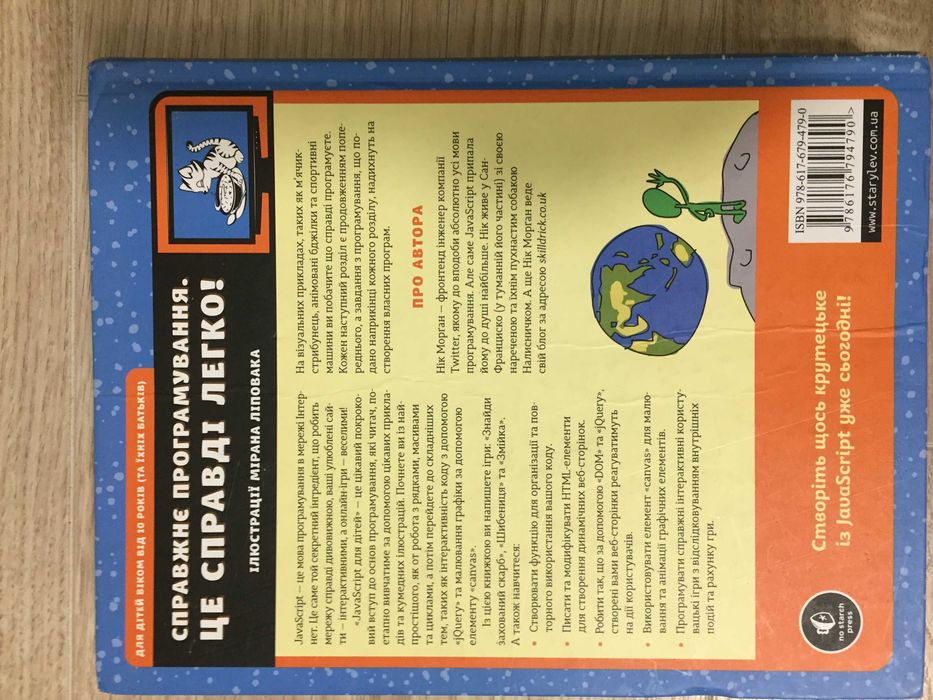 ДЛЯ ДІТЕЙ ВІКОМ ВІД 10 РОКІВ (ТА ЇХНІХ БАТЬКІВ)
СПРАВЖНЄ ПРОГРАМУВАННЯ.
ЦЕ СПРАВДІ ЛЕГКО!
ІЛЮСТРАЦІЇ МІРАНА ЛІПОВАКА
JavaScript – це мова програмування в мережі Інтер-
нет. Це саме той секретний інгредієнт, що робить
мережу справді дивовижною, ваші улюблені сай-
ти – інтерактивними, а онлайн-ігри – веселими!
«JavaScript для дітей» – це цікавий покроко-
вий вступ до основ програмування, які читач, по-
етапно вивчатиме за допомогою цікавих прикла-
дів та кумедних ілюстрацій. Почнете ви із най-
простішого, як от робота з рядками, масивами
та циклами, а потім перейдете до складніших
тем, таких як інтерактивність коду з допомогою
«jQuery» та малювання графіки за допомогою
елементу «canvas».
Із цією книжкою ви напишете ігри: «Знайди
захований скарб», «Шибениця» та «Змійка».
А також навчитеся:
• Створювати функцію для організації та пов-
торного використання вашого коду.
• Писати та модифікувати HTML-елементи
для створення динамічних веб-сторінок.
• Робити так, що за допомогою «DOM» та «jQuery»,
створені вами веб-сторінки реагуватимуть
на дії користувачів.
• Використовувати елемент «canvas» для малю-
вання та анімації графічних елементів.
• Програмувати справжні інтерактивні користу-
вацькі ігри з відслідковуванням внутрішніх
подій та рахунку гри.
На візуальних прикладах, таких як м'ячик-
стрибунець, анімовані бджілки та спортивні
машини ви побачите що справді програмуєте.
Кожен наступний розділ є продовженням попе-
реднього, а завдання з програмування, що по-
дано наприкінці кожного розділу, надихнуть на
створення власних програм.
ПРО АВТОРА
Нік Морган – фронтенд інженер компанії
Twitter, якому до вподоби абсолютно усі мови
програмування. Але саме JavaScript припала
йому до душі найбільше. Нік живе у Сан-
Франциско (у туманній його частині) зі своєю
нареченою та їхнім пухнастим собакою
Налисничком. А ще Нік Морган веде
свій блог за адресою skilldrick.co.uk
no starch
press
Створіть щось крутецьке
із JavaScript уже сьогодні!
ISBN 978-617-679-479-0
9 786176 794790 >
www.starylev.com.ua